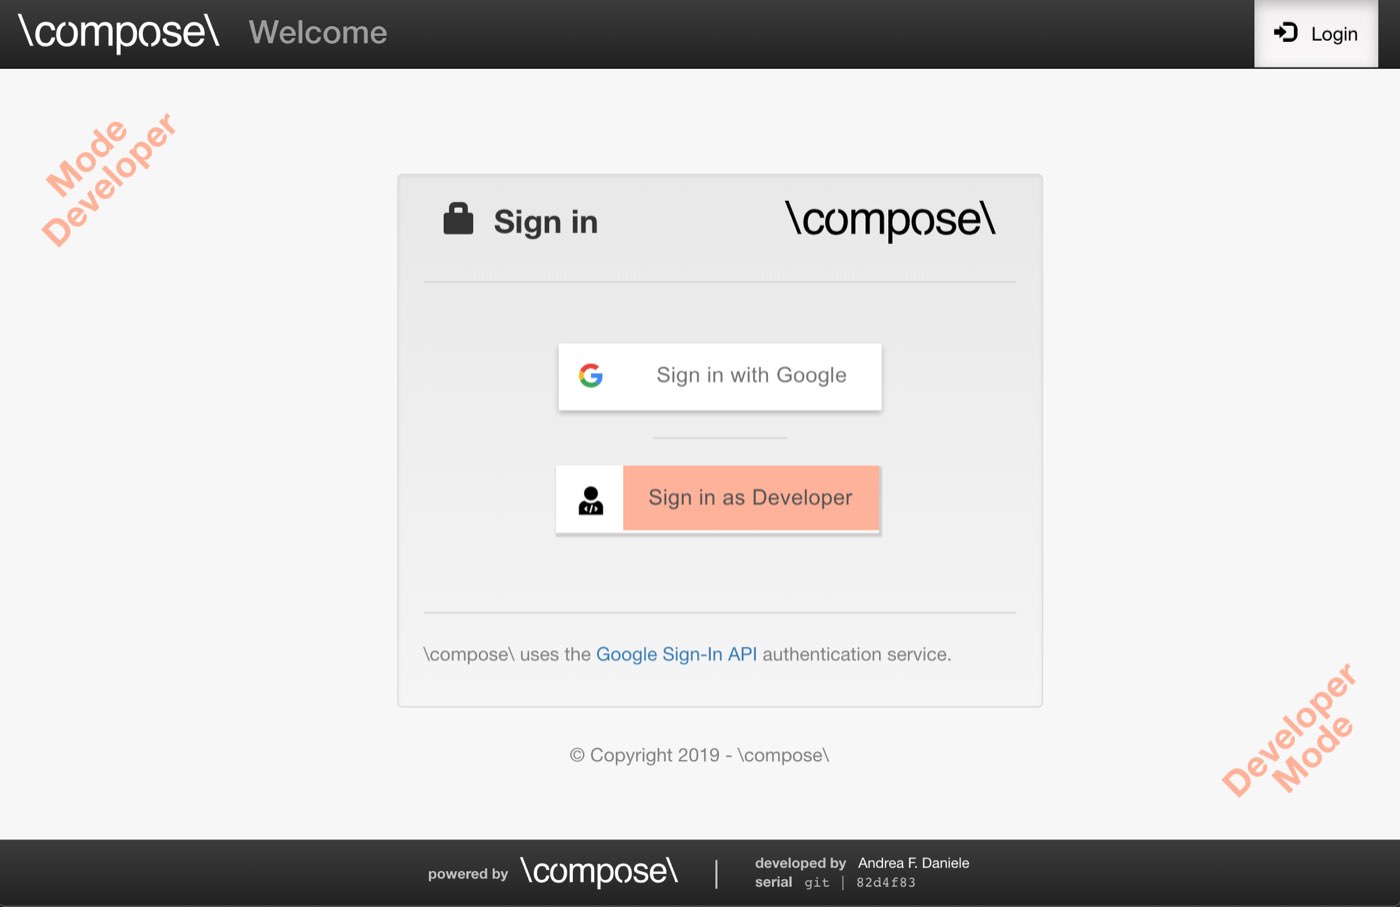 \compose\ Welcome
Login
Mode
Developer
Sign in
\compose\
Sign in with Google
Sign in as Developer
\compose\ uses the Google Sign-In API authentication service.
Developer
Mode
© Copyright 2019 - \compose\
powered by \compose\ | developed by Andrea F. Daniele
serial git | 82d4f83